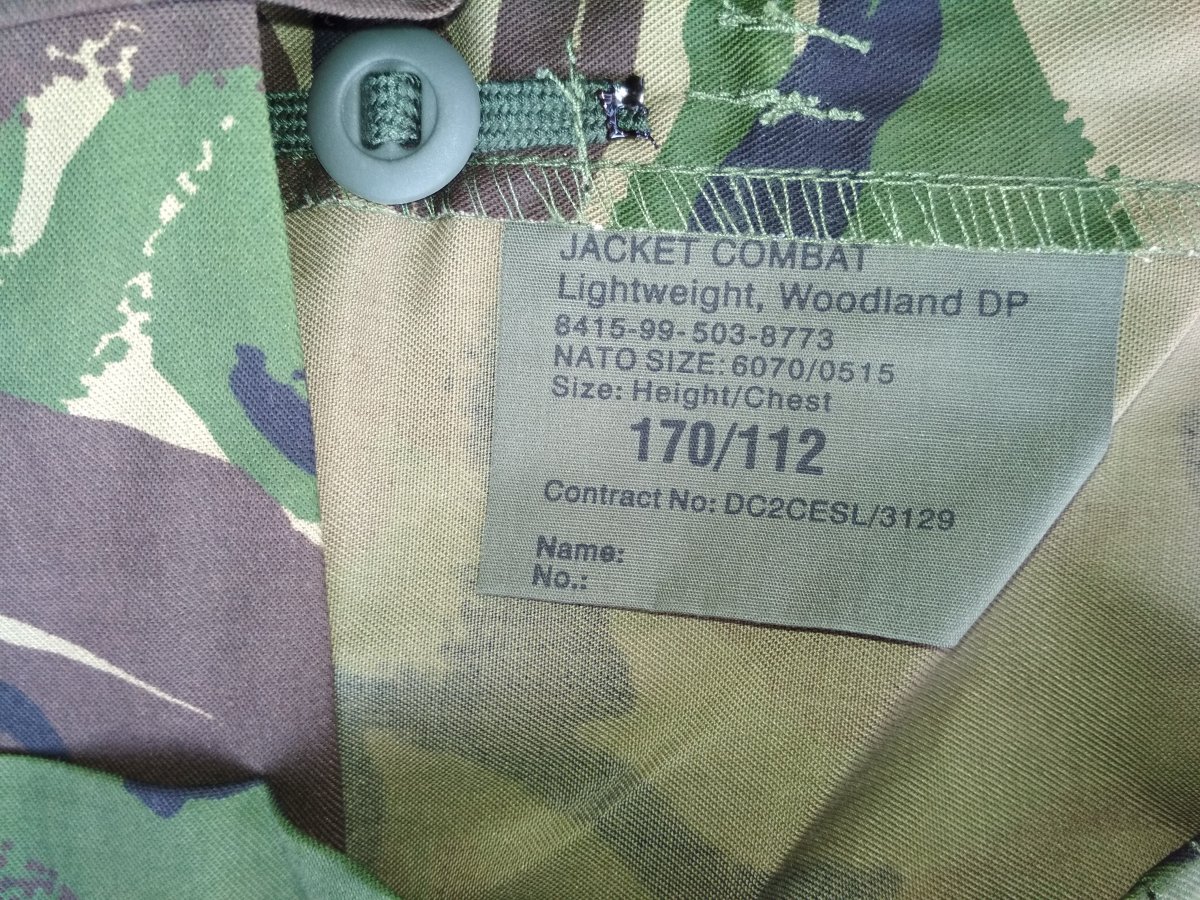 JACKET COMBAT
Lightweight, Woodland DP
8415-99-503-8773
NATO SIZE: 6070/0515
Size: Height/Chest
170/112
Contract No: DC2CESL/3129
Name:
No.: